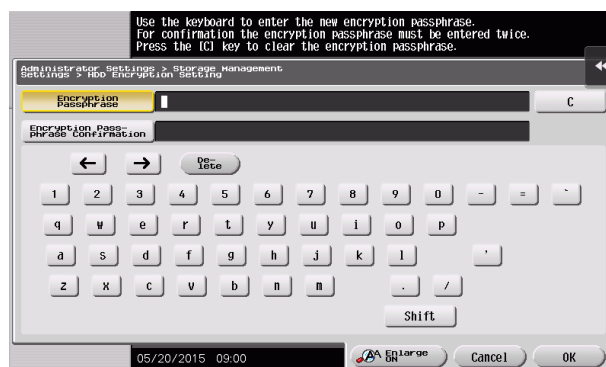 Use the keyboard to enter the new encryption passphrase.
For confirmation the encryption passphrase must be entered twice.
Press the [C] key to clear the encryption passphrase.
Administrator Settings > Storage Management
Settings > HDD Encryption Setting
Encryption
Passphrase
C
Encryption Pass-
phrase Confirmation
← → De-
lete
1 2 3 4 5 6 7 8 9 0 - = `
q w e r t y u i o p
a s d f g h j k l '
z x c v b n m . /
Shift
05/20/2015 09:00
Enlarge
ON
Cancel
OK